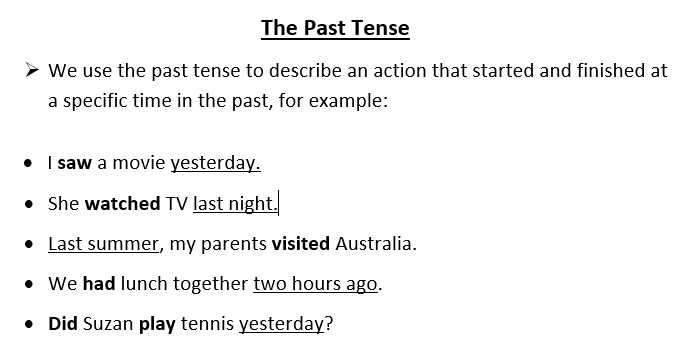 The Past Tense
➢ We use the past tense to describe an action that started and finished at
a specific time in the past, for example:
• I saw a movie yesterday.
• She watched TV last night.
• Last summer, my parents visited Australia.
• We had lunch together two hours ago.
• Did Suzan play tennis yesterday?